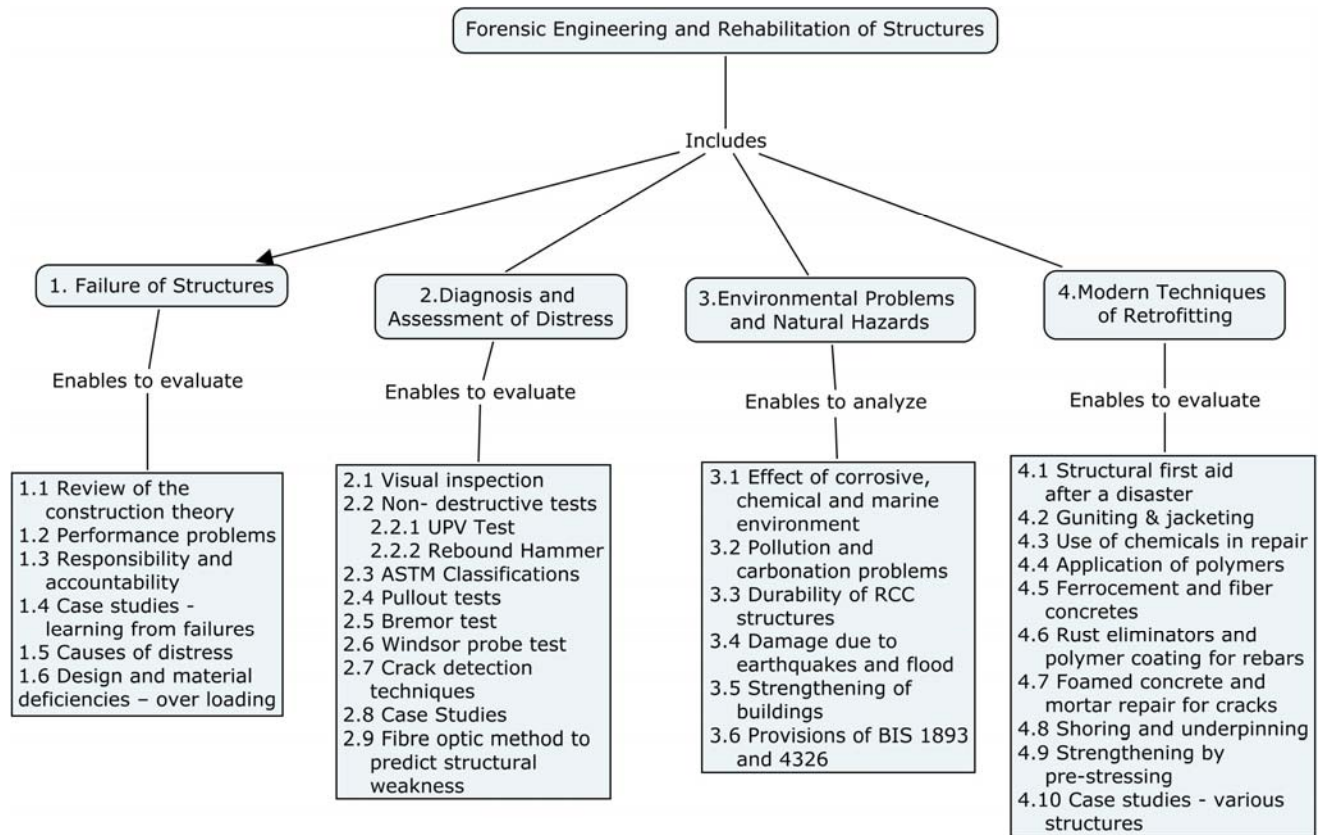 Forensic Engineering and Rehabilitation of Structures
Includes
1. Failure of Structures
2.Diagnosis and
Assessment of Distress
3.Environmental Problems
and Natural Hazards
4.Modern Techniques
of Retrofitting
Enables to evaluate
Enables to evaluate
Enables to analyze
Enables to evaluate
1.1 Review of the
construction theory
1.2 Performance problems
1.3 Responsibility and
accountability
1.4 Case studies -
learning from failures
1.5 Causes of distress
1.6 Design and material
deficiencies – over loading
2.1 Visual inspection
2.2 Non- destructive tests
2.2.1 UPV Test
2.2.2 Rebound Hammer
2.3 ASTM Classifications
2.4 Pullout tests
2.5 Bremor test
2.6 Windsor probe test
2.7 Crack detection
techniques
2.8 Case Studies
2.9 Fibre optic method to
predict structural
weakness
3.1 Effect of corrosive,
chemical and marine
environment
3.2 Pollution and
carbonation problems
3.3 Durability of RCC
structures
3.4 Damage due to
earthquakes and flood
3.5 Strengthening of
buildings
3.6 Provisions of BIS 1893
and 4326
4.1 Structural first aid
after a disaster
4.2 Guniting & jacketing
4.3 Use of chemicals in repair
4.4 Application of polymers
4.5 Ferrocement and fiber
concretes
4.6 Rust eliminators and
polymer coating for rebars
4.7 Foamed concrete and
mortar repair for cracks
4.8 Shoring and underpinning
4.9 Strengthening by
pre-stressing
4.10 Case studies - various
structures